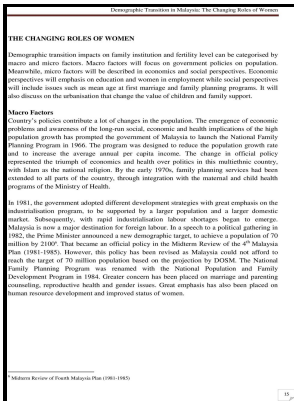 Demographic Transition in Malaysia: The Changing Roles of Women
THE CHANGING ROLES OF WOMEN
Demographic transition impacts on family institution and fertility level can be categorised by
macro and micro factors. Macro factors will focus on government policies on population.
Meanwhile, micro factors will be described in economics and social perspectives. Economic
perspectives will emphasis on education and women in employment while social perspectives
will include issues such as mean age at first marriage and family planning programs. It will
also discuss on the urbanisation that change the value of children and family support.
Macro Factors
Country's policies contribute a lot of changes in the population. The emergence of economic
problems and awareness of the long-run social, economic and health implications of the high
population growth has prompted the government of Malaysia to launch the National Family
Planning Program in 1966. The program was designed to reduce the population growth rate
and to increase the average annual per capita income. The change in official policy
represented the triumph of economics and health over politics in this multiethnic country,
with Islam as the national religion. By the early 1970s, family planning services had been
extended to all parts of the country, through integration with the maternal and child health
programs of the Ministry of Health.
In 1981, the government adopted different development strategies with great emphasis on the
industrialisation program, to be supported by a larger population and a larger domestic
market. Subsequently, with rapid industrialisation labour shortages began to emerge.
Malaysia is now a major destination for foreign labour. In a speech to a political gathering in
1982, the Prime Minister announced a new demographic target, to achieve a population of 70
million by 2100⁶. That became an official policy in the Midterm Review of the 4th Malaysia
Plan (1981-1985). However, this policy has been revised as Malaysia could not afford to
reach the target of 70 million population based on the projection by DOSM. The National
Family Planning Program was renamed with the National Population and Family
Development Program in 1984. Greater concern has been placed on marriage and parenting
counseling, reproductive health and gender issues. Great emphasis has also been placed on
human resource development and improved status of women.
⁶ Midterm Review of Fourth Malaysia Plan (1981-1985)
15